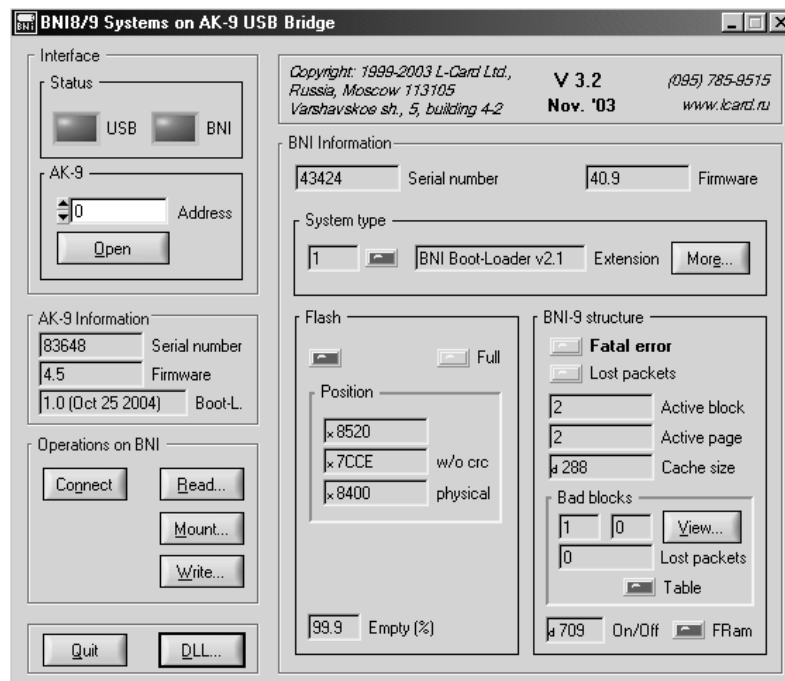 BNI BNI8/9 Systems on AK-9 USB Bridge
Interface
Status
USB BNI
AK-9
0 Address
Open
AK-9 Information
83648 Serial number
4.5 Firmware
1.0 (Oct 25 2004) Boot-L.
Operations on BNI
Connect Read...
Mount...
Write...
Quit DLL...
Copyright: 1999-2003 L-Card Ltd.,
Russia, Moscow 113105
Varshavskoe sh., 5, building 4-2
V 3.2
Nov. '03
(095) 785-9515
www.lcard.ru
BNI Information
43424 Serial number 40.9 Firmware
System type
1 BNI Boot-Loader v2.1 Extension More...
Flash
Full
Position
x 8520
x 7CCE w/o crc
x 8400 physical
99.9 Empty (%)
BNI-9 structure
Fatal error
Lost packets
2 Active block
2 Active page
d 288 Cache size
Bad blocks
1 0 View...
0 Lost packets
Table
d 709 On/Off FRam